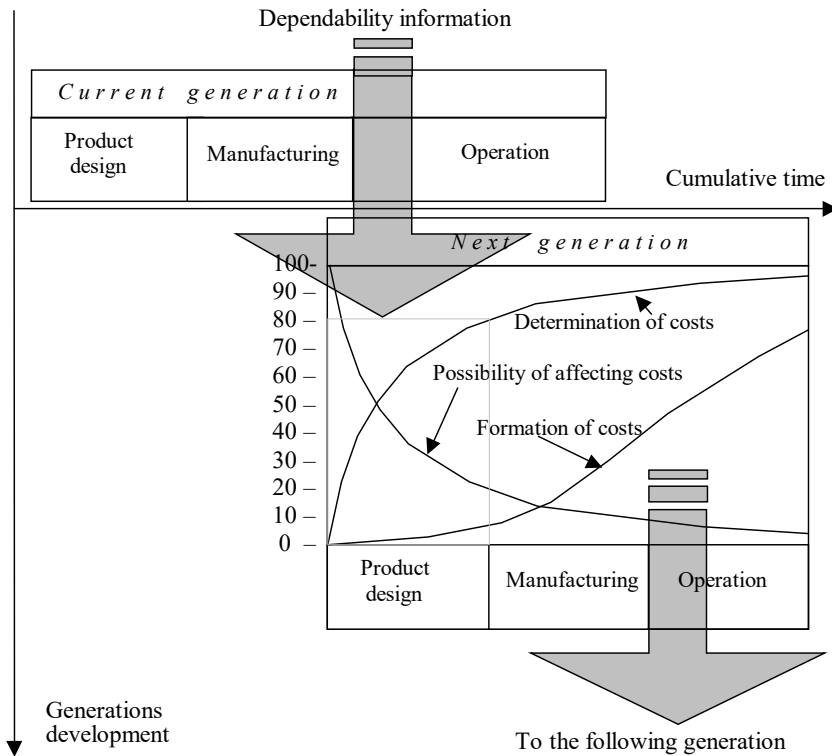 Dependability information
Current generation
Product
design
Manufacturing
Operation
Cumulative time
Next generation
100-
90 –
80 –
70 –
60 –
50 –
40 –
30 –
20 –
10 –
0 –
Determination of costs
Possibility of affecting costs
Formation of costs
Product
design
Manufacturing
Operation
Generations
development
To the following generation